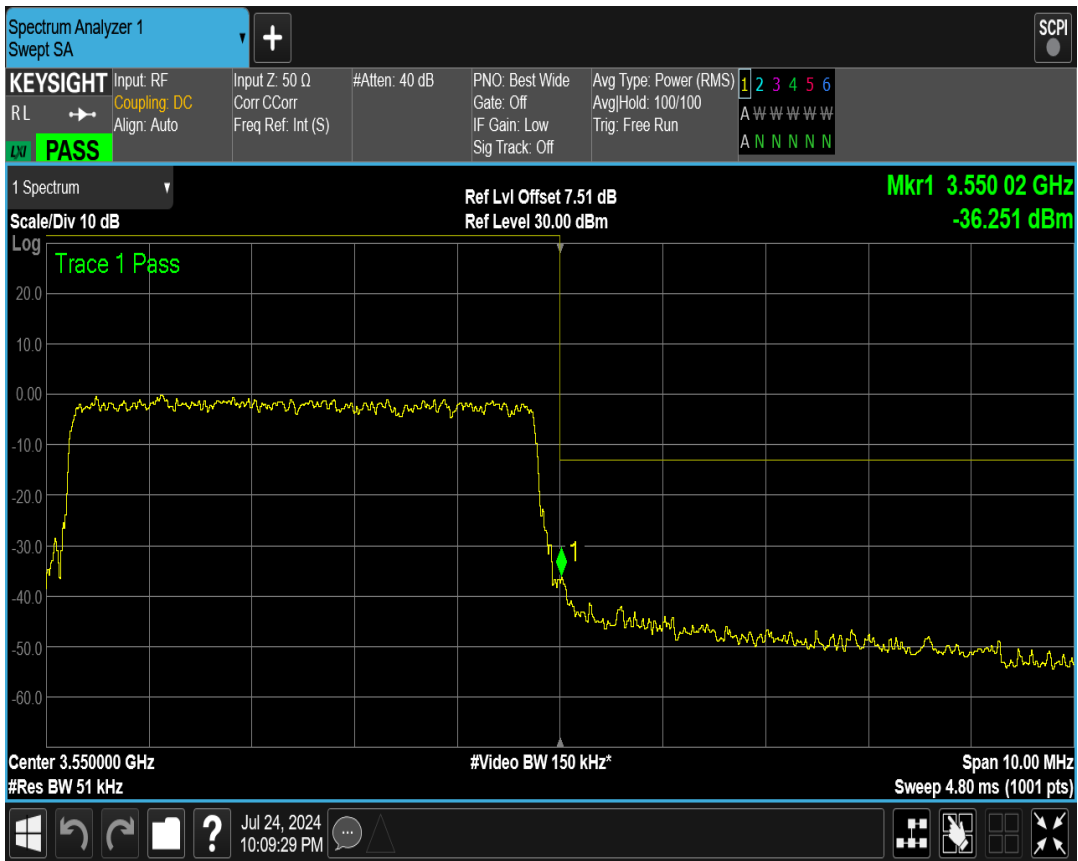 Spectrum Analyzer 1
Swept SA
+
SCPI
KEYSIGHT
RL
LXI PASS
Input: RF
Coupling: DC
Align: Auto
Input Z: 50 Ω
Corr CCorr
Freq Ref: Int (S)
#Atten: 40 dB
PNO: Best Wide
Gate: Off
IF Gain: Low
Sig Track: Off
Avg Type: Power (RMS)
Avg|Hold: 100/100
Trig: Free Run
1 2 3 4 5 6
A W W W W W
A N N N N N
1 Spectrum
Scale/Div 10 dB
Ref Lvl Offset 7.51 dB
Ref Level 30.00 dBm
Mkr1 3.550 02 GHz
-36.251 dBm
Log
Trace 1 Pass
20.0
10.0
0.00
-10.0
-20.0
-30.0
1
-40.0
-50.0
-60.0
Center 3.550000 GHz
#Video BW 150 kHz*
Span 10.00 MHz
#Res BW 51 kHz
Sweep 4.80 ms (1001 pts)
?
Jul 24, 2024
10:09:29 PM